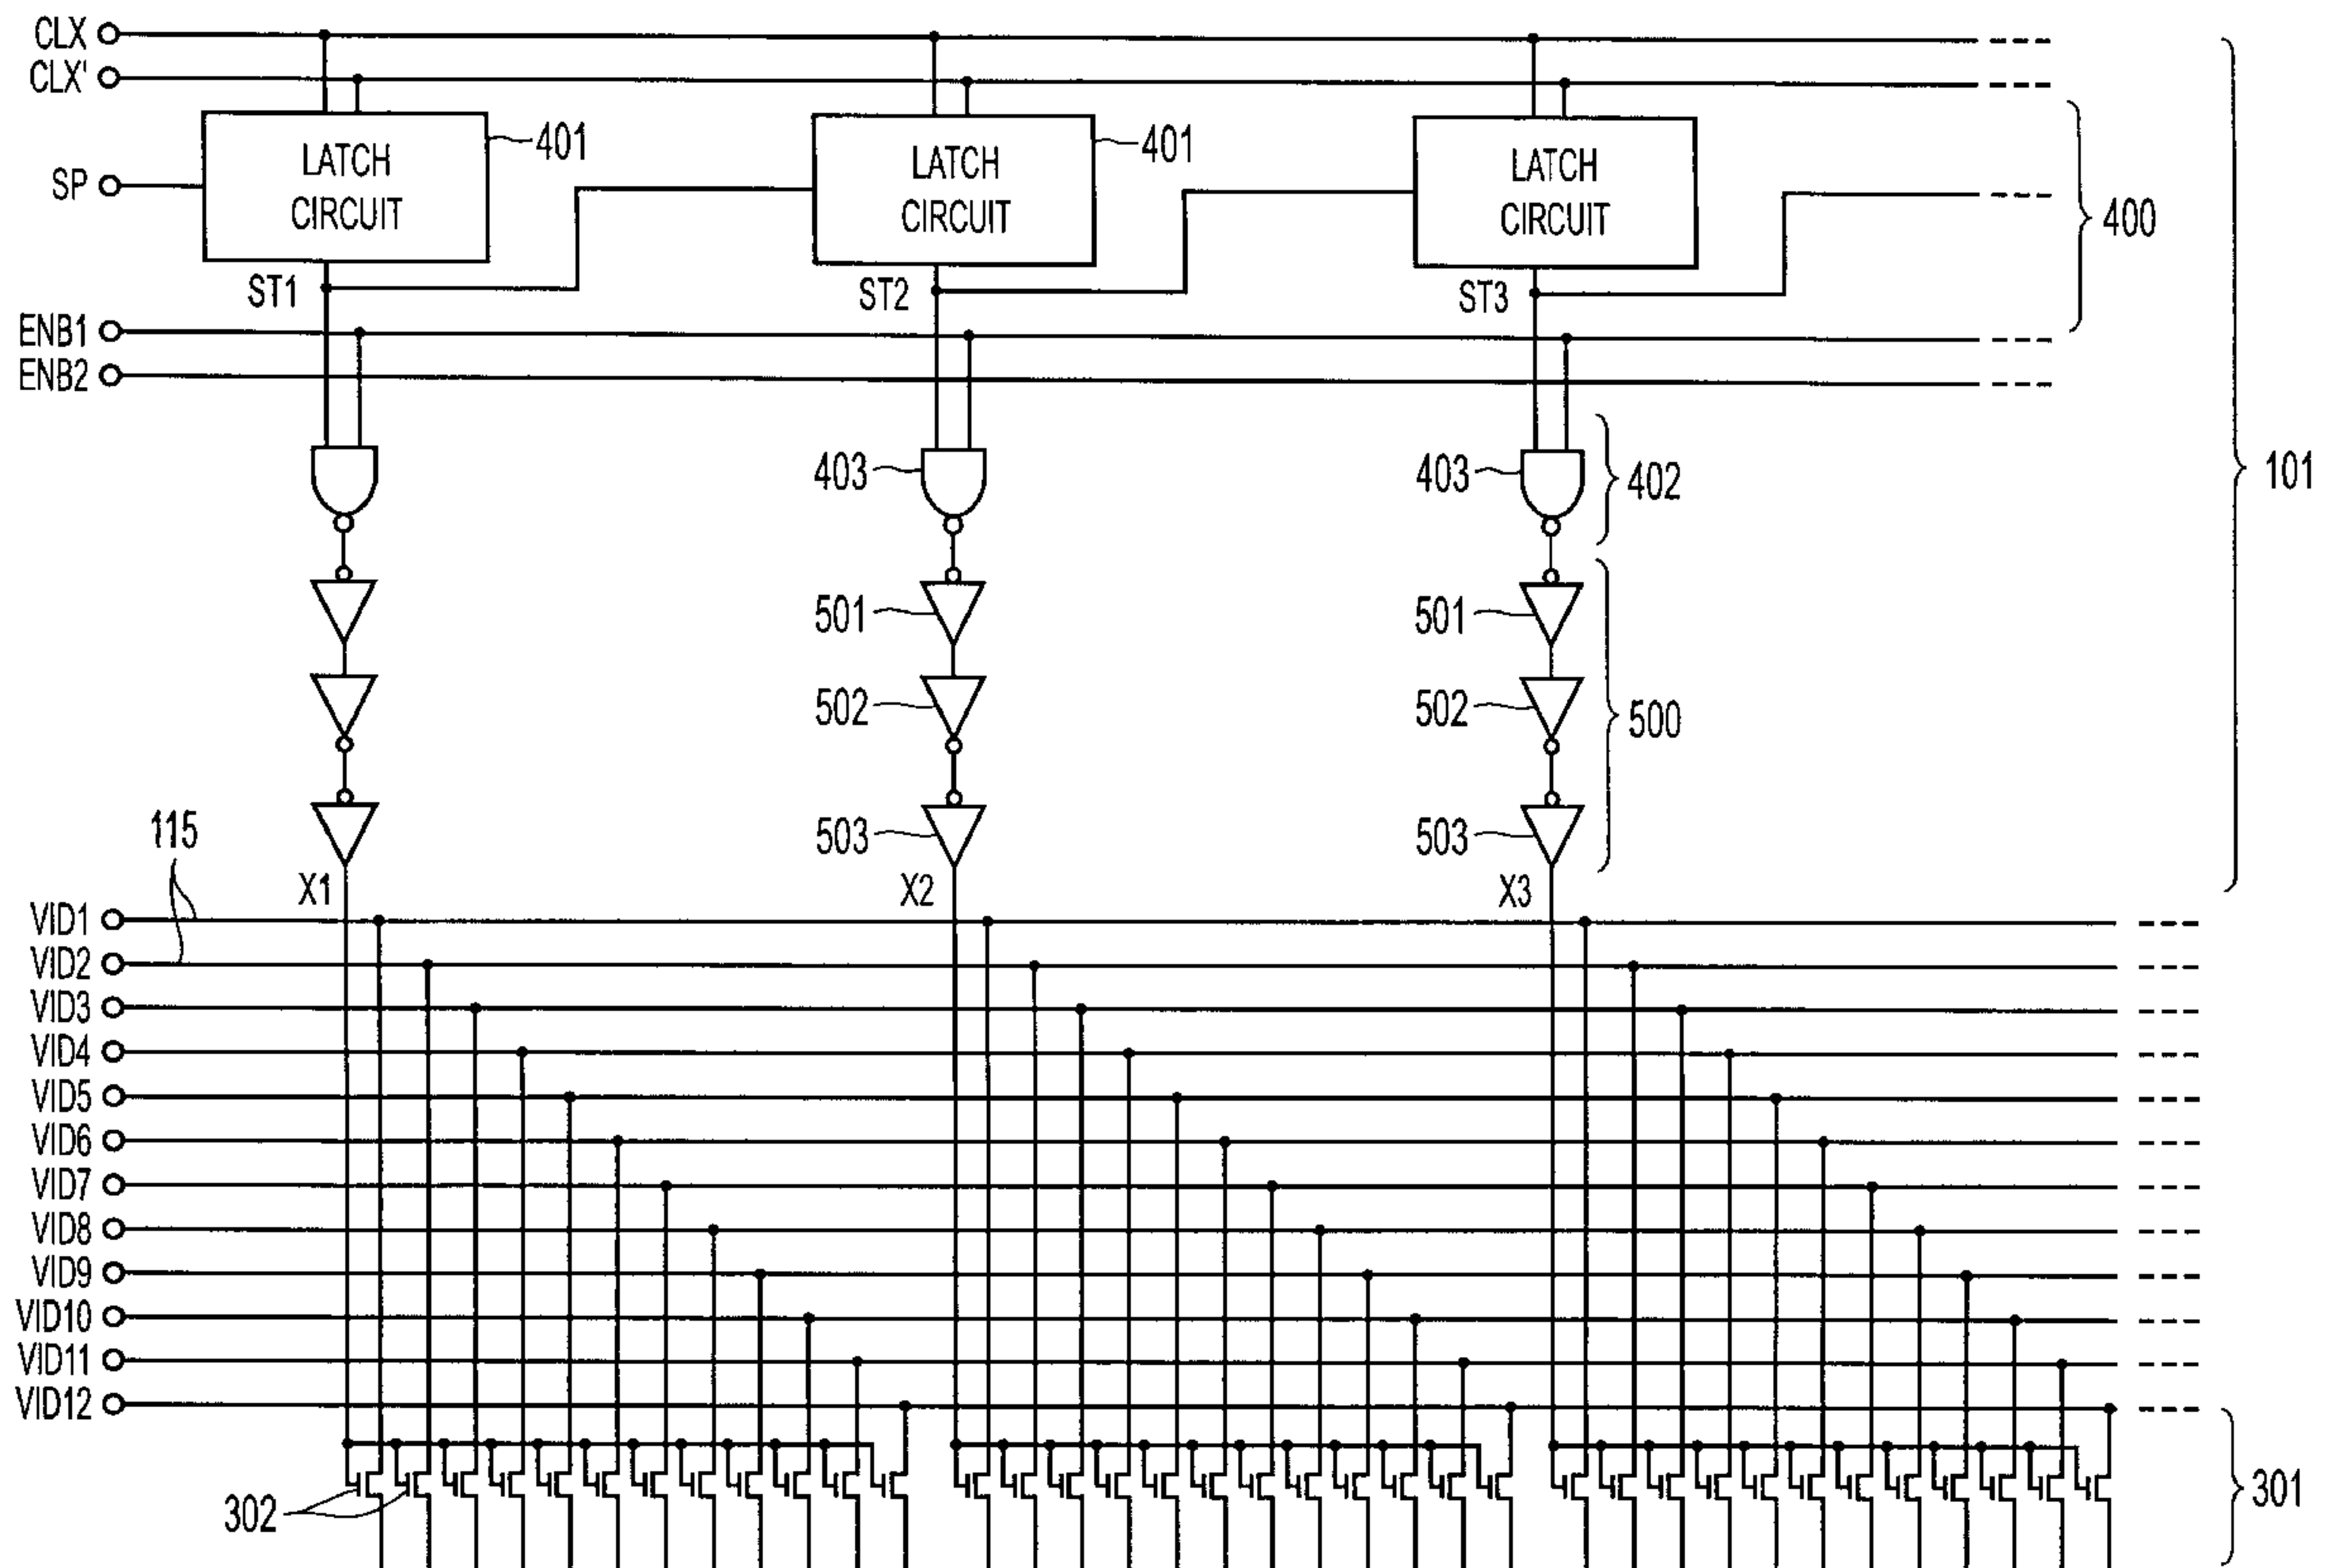 CLX
CLX'
LATCH
CIRCUIT
401
LATCH
CIRCUIT
401
LATCH
CIRCUIT
SP
400
ST1
ST2
ST3
ENB1
ENB2
101
403
403
402
501
501
502
502
500
503
503
115
X1
X2
X3
VID1
VID2
VID3
VID4
VID5
VID6
VID7
VID8
VID9
VID10
VID11
VID12
302
301